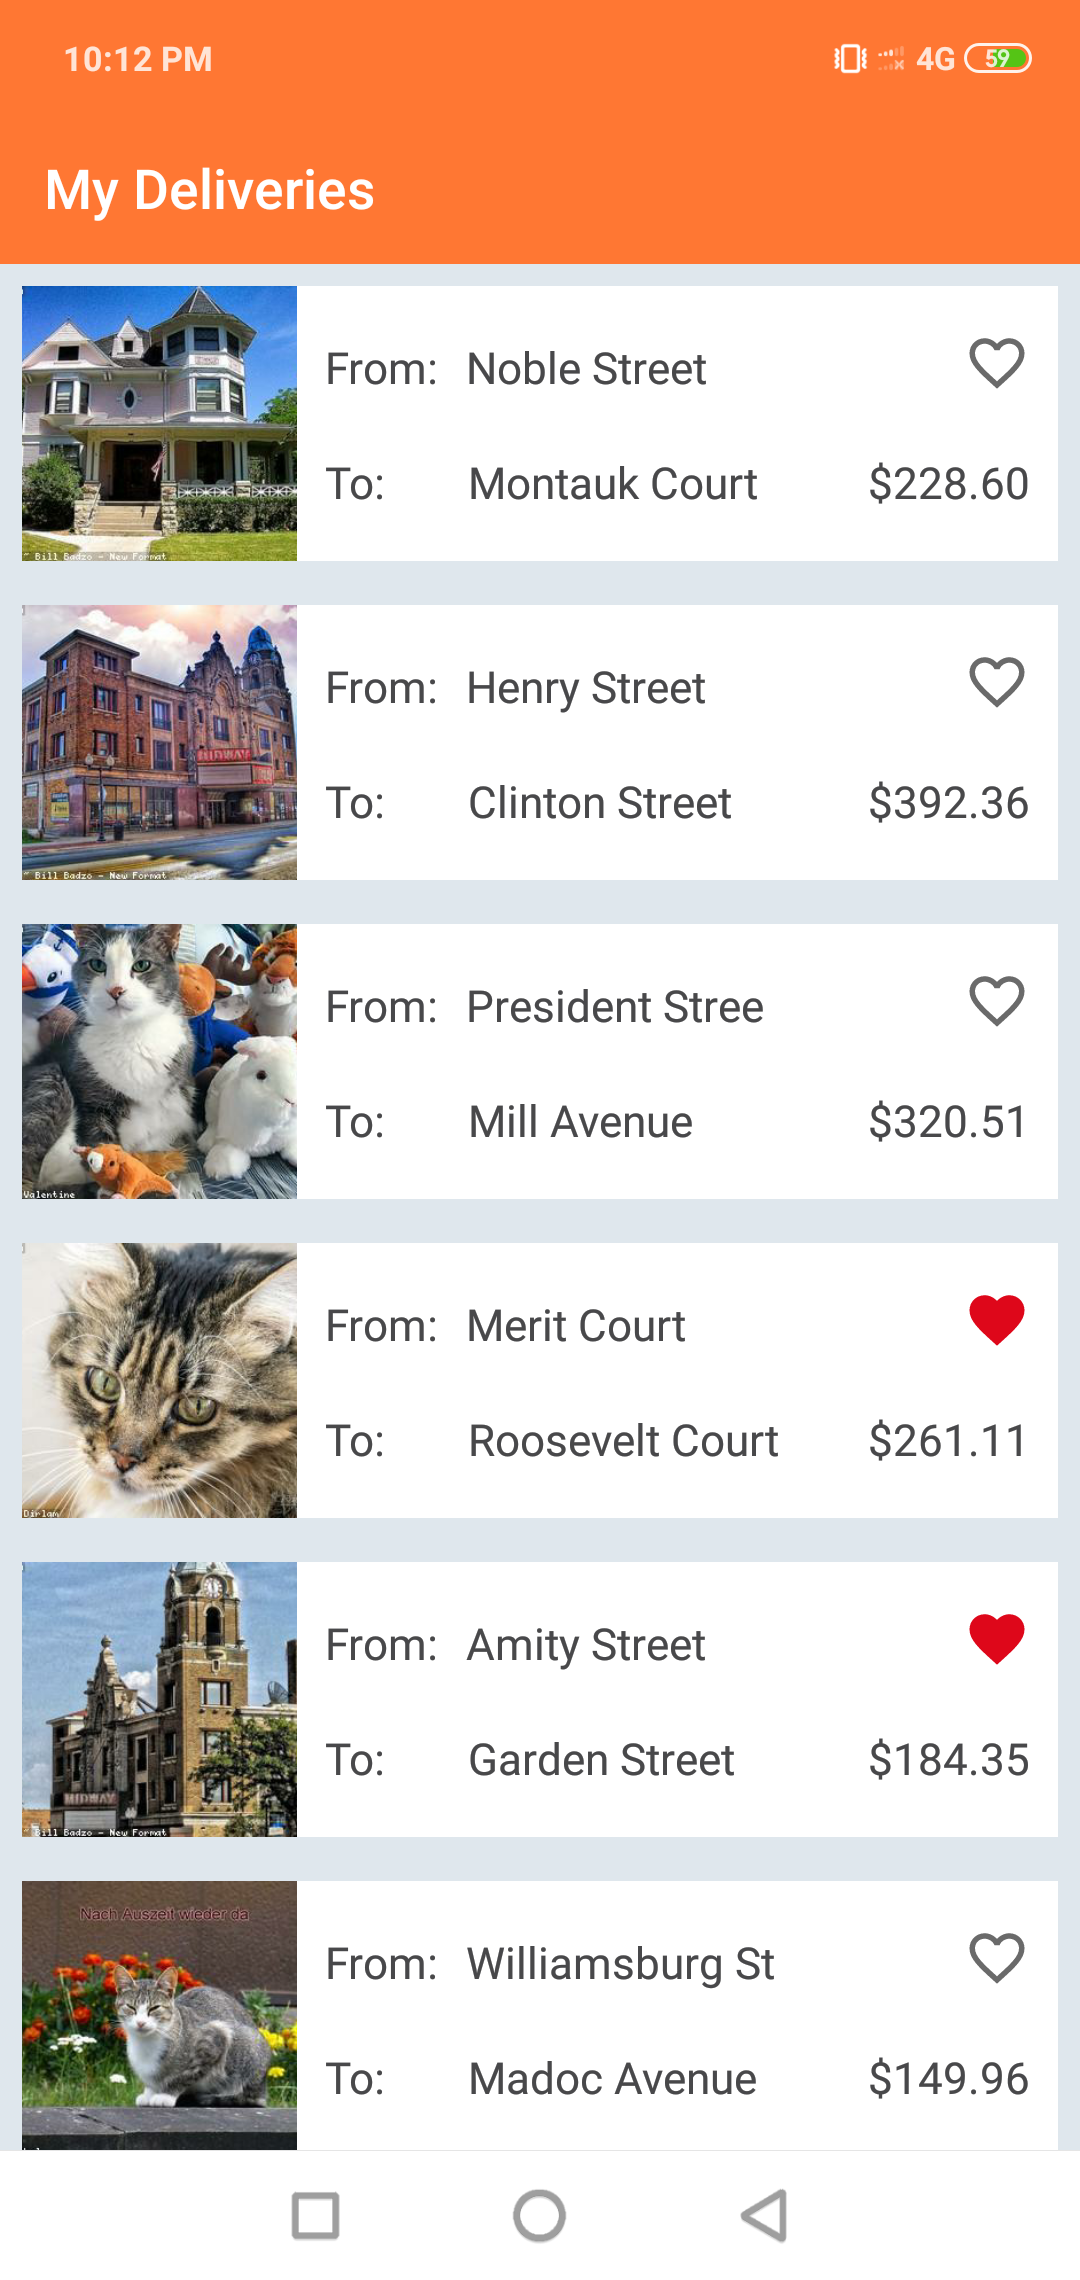 10:12 PM
4G 59
My Deliveries
From: Noble Street
To: Montauk Court $228.60
~ Bill Badzo - New Format
From: Henry Street
MIDWAY
To: Clinton Street $392.36
~ Bill Badzo - New Format
From: President Stree
To: Mill Avenue $320.51
Valentine
From: Merit Court
To: Roosevelt Court $261.11
Dirlam
From: Amity Street
To: Garden Street $184.35
MIDWAY
~ Bill Badzo - New Format
Nach Auszeit wieder da
From: Williamsburg St
To: Madoc Avenue $149.96